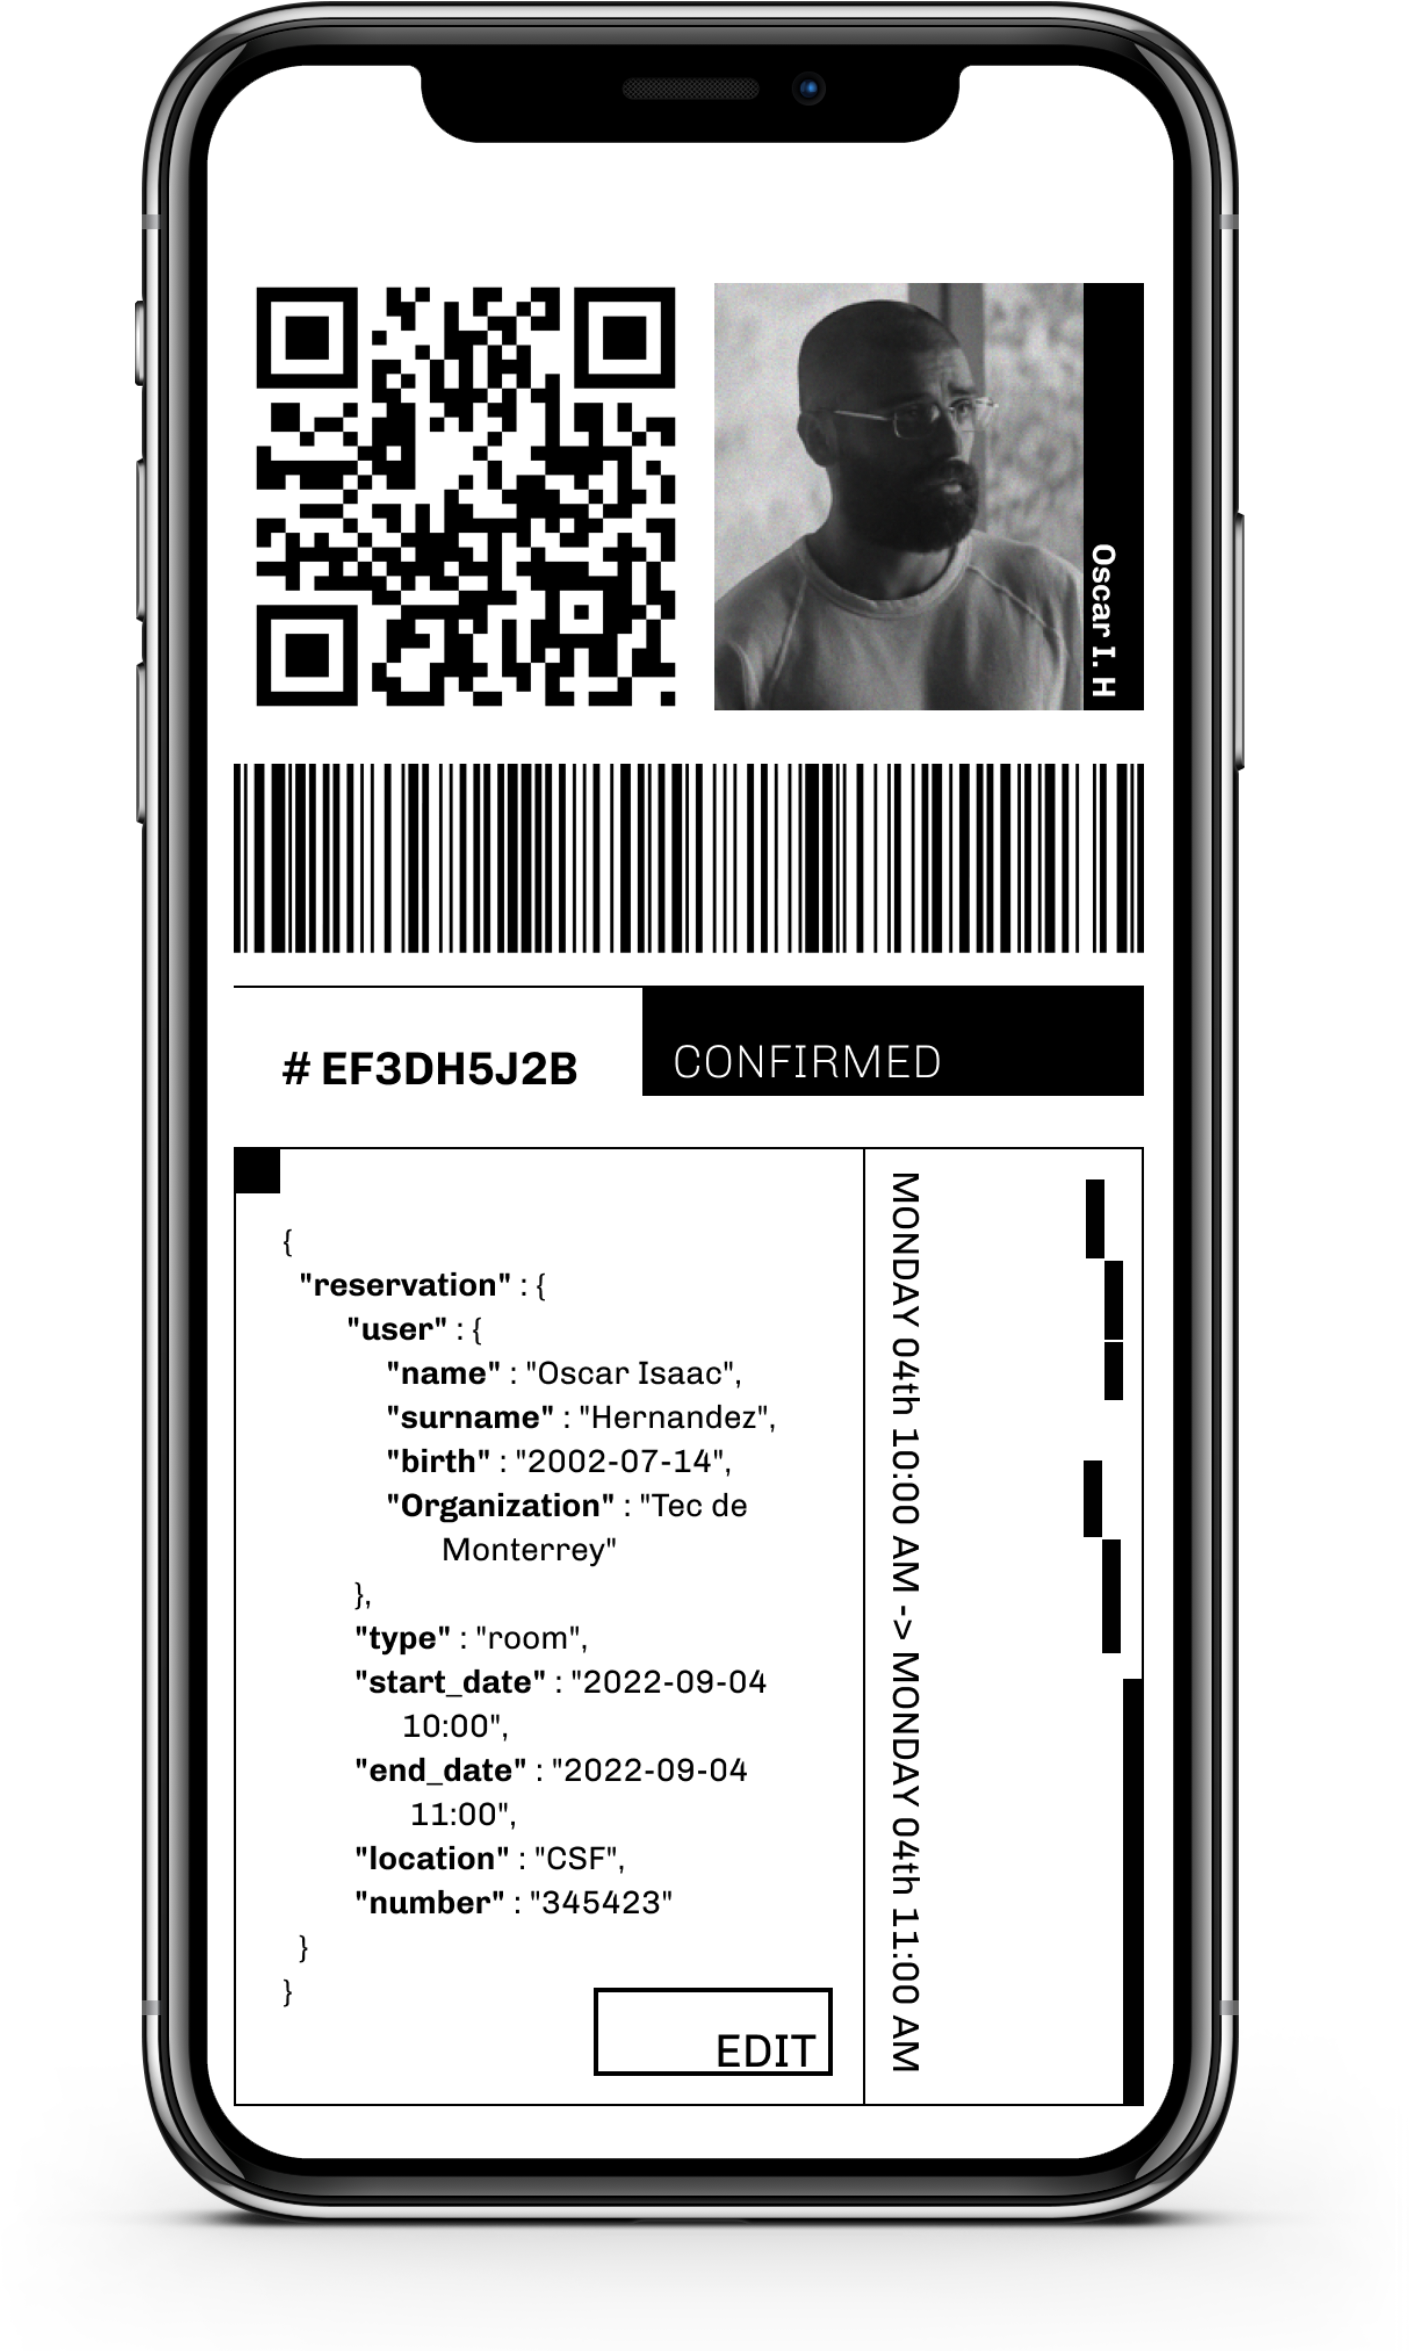 Oscar I. H
# EF3DH5J2B
CONFIRMED
{
"reservation" : {
"user" : {
"name" : "Oscar Isaac",
"surname" : "Hernandez",
"birth" : "2002-07-14",
"Organization" : "Tec de
Monterrey"
},
"type" : "room",
"start_date" : "2022-09-04
10:00",
"end_date" : "2022-09-04
11:00",
"location" : "CSF",
"number" : "345423"
}
}
EDIT
MONDAY 04th 10:00 AM -> MONDAY 04th 11:00 AM